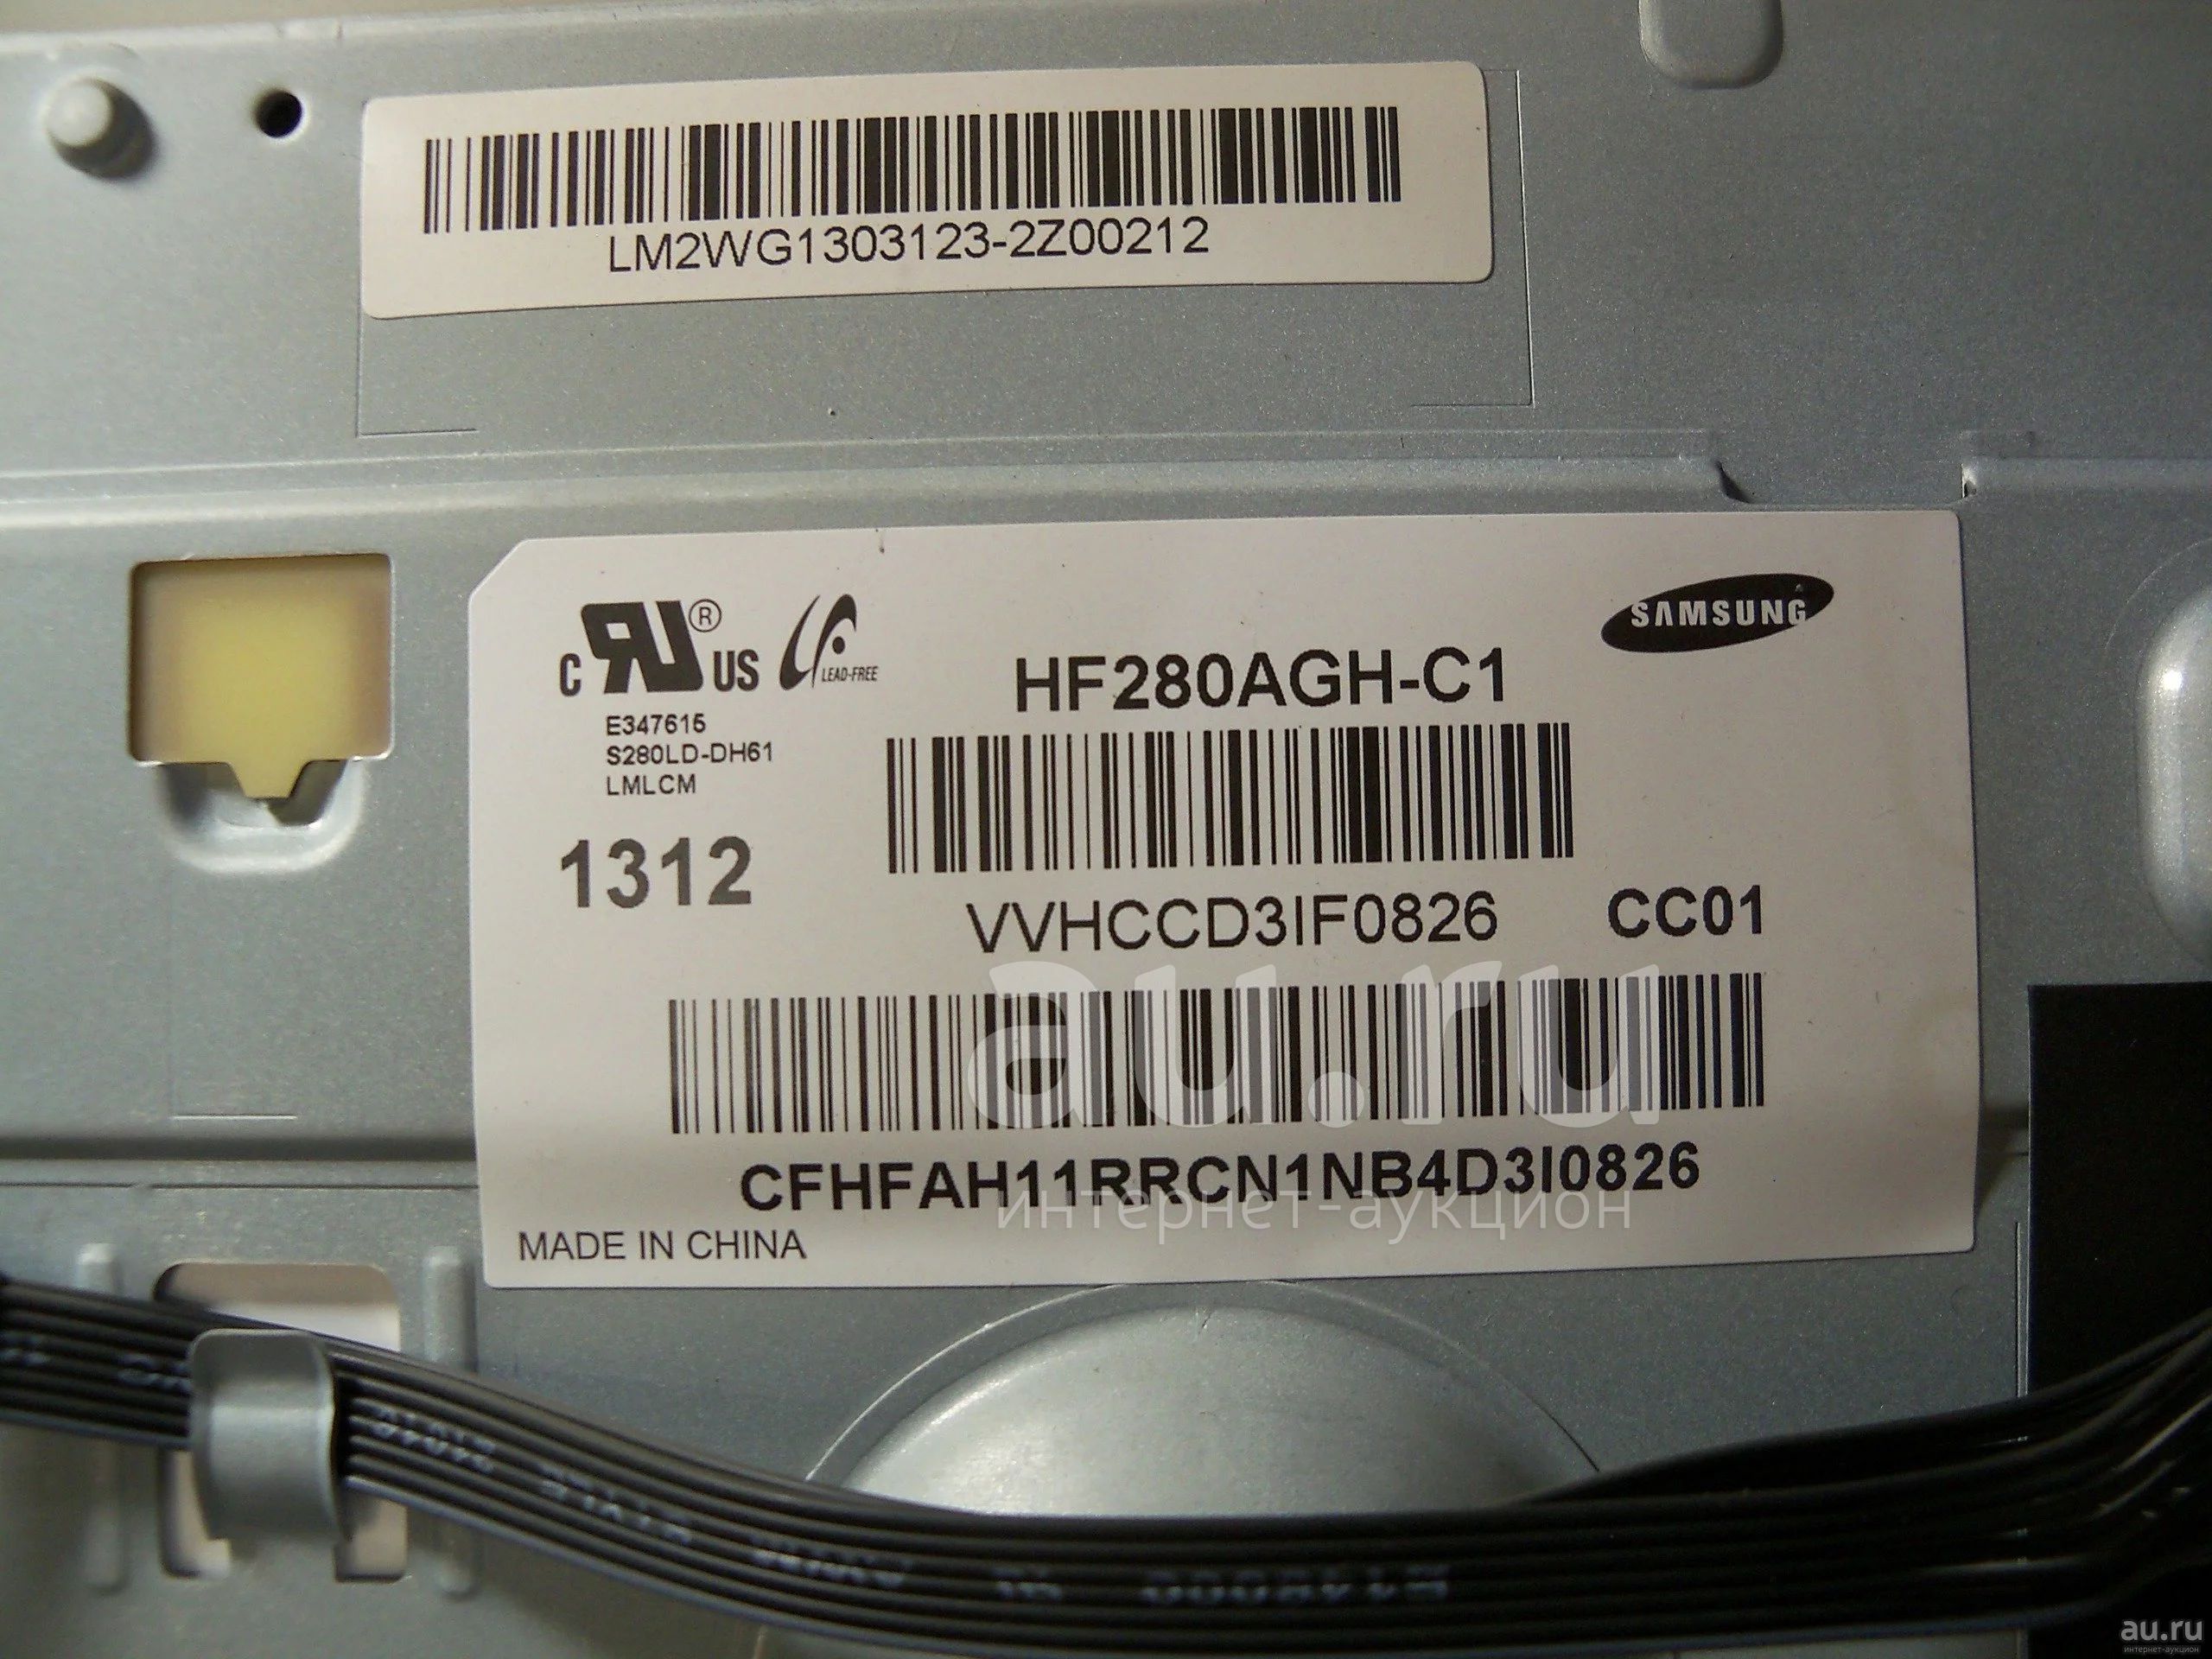 LM2WG1303123-2Z00212
SAMSUNG
C RU ® US LEAD-FREE
HF280AGH-C1
E347615
S280LD-DH61
LMLCM
1312
VVHCCD3IF0826 CC01
au.ru
CFHFAH11RRCN1NB4D3I0826
интернет-аукцион
MADE IN CHINA
au.ru
интернет-аукцион